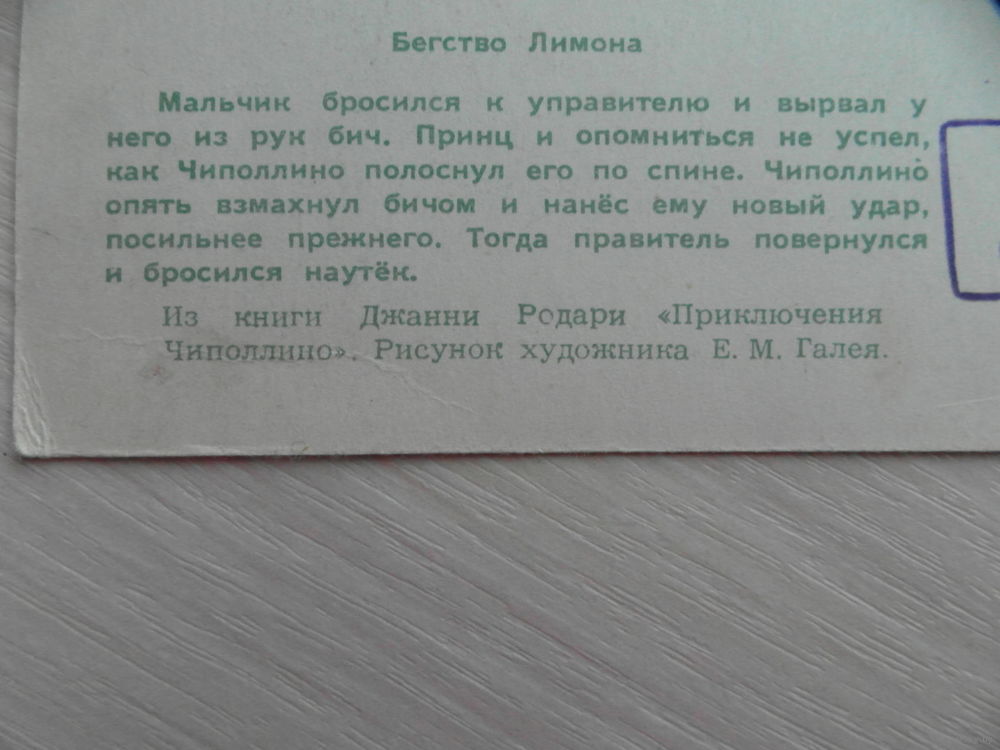 Бегство Лимона
Мальчик бросился к управителю и вырвал у
него из рук бич. Принц и опомниться не успел,
как Чиполлино полоснул его по спине. Чиполлино
опять взмахнул бичом и нанёс ему новый удар,
посильнее прежнего. Тогда правитель повернулся
и бросился наутёк.
Из книги Джанни Родари «Приключения
Чиполлино». Рисунок художника Е. М. Галея.